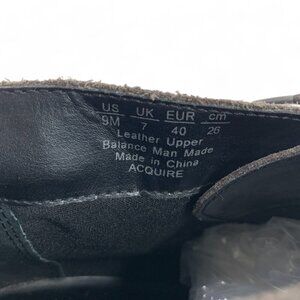 US UK EUR cm
9M 7 40 26
Leather Upper
Balance Man Made
Made in China
ACQUIRE